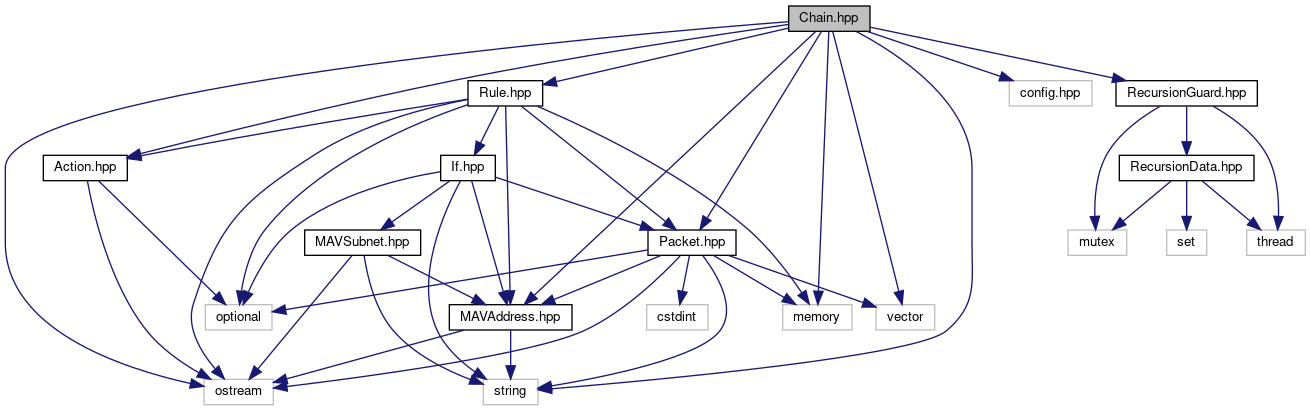 Chain.hpp
Rule.hpp
config.hpp
RecursionGuard.hpp
Action.hpp
If.hpp
RecursionData.hpp
MAVSubnet.hpp
Packet.hpp
mutex
set
thread
optional
MAVAddress.hpp
cstdint
memory
vector
ostream
string